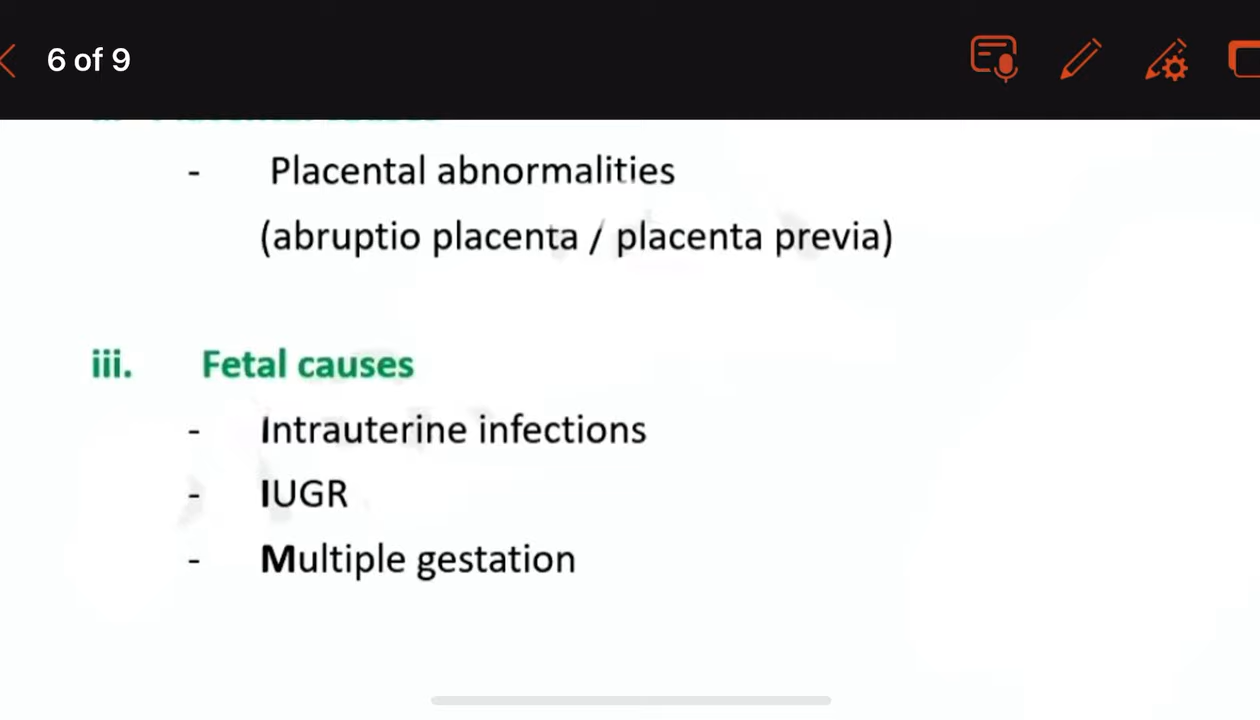 6 of 9
- Placental abnormalities
(abruptio placenta / placenta previa)
iii. Fetal causes
- Intrauterine infections
- IUGR
- Multiple gestation